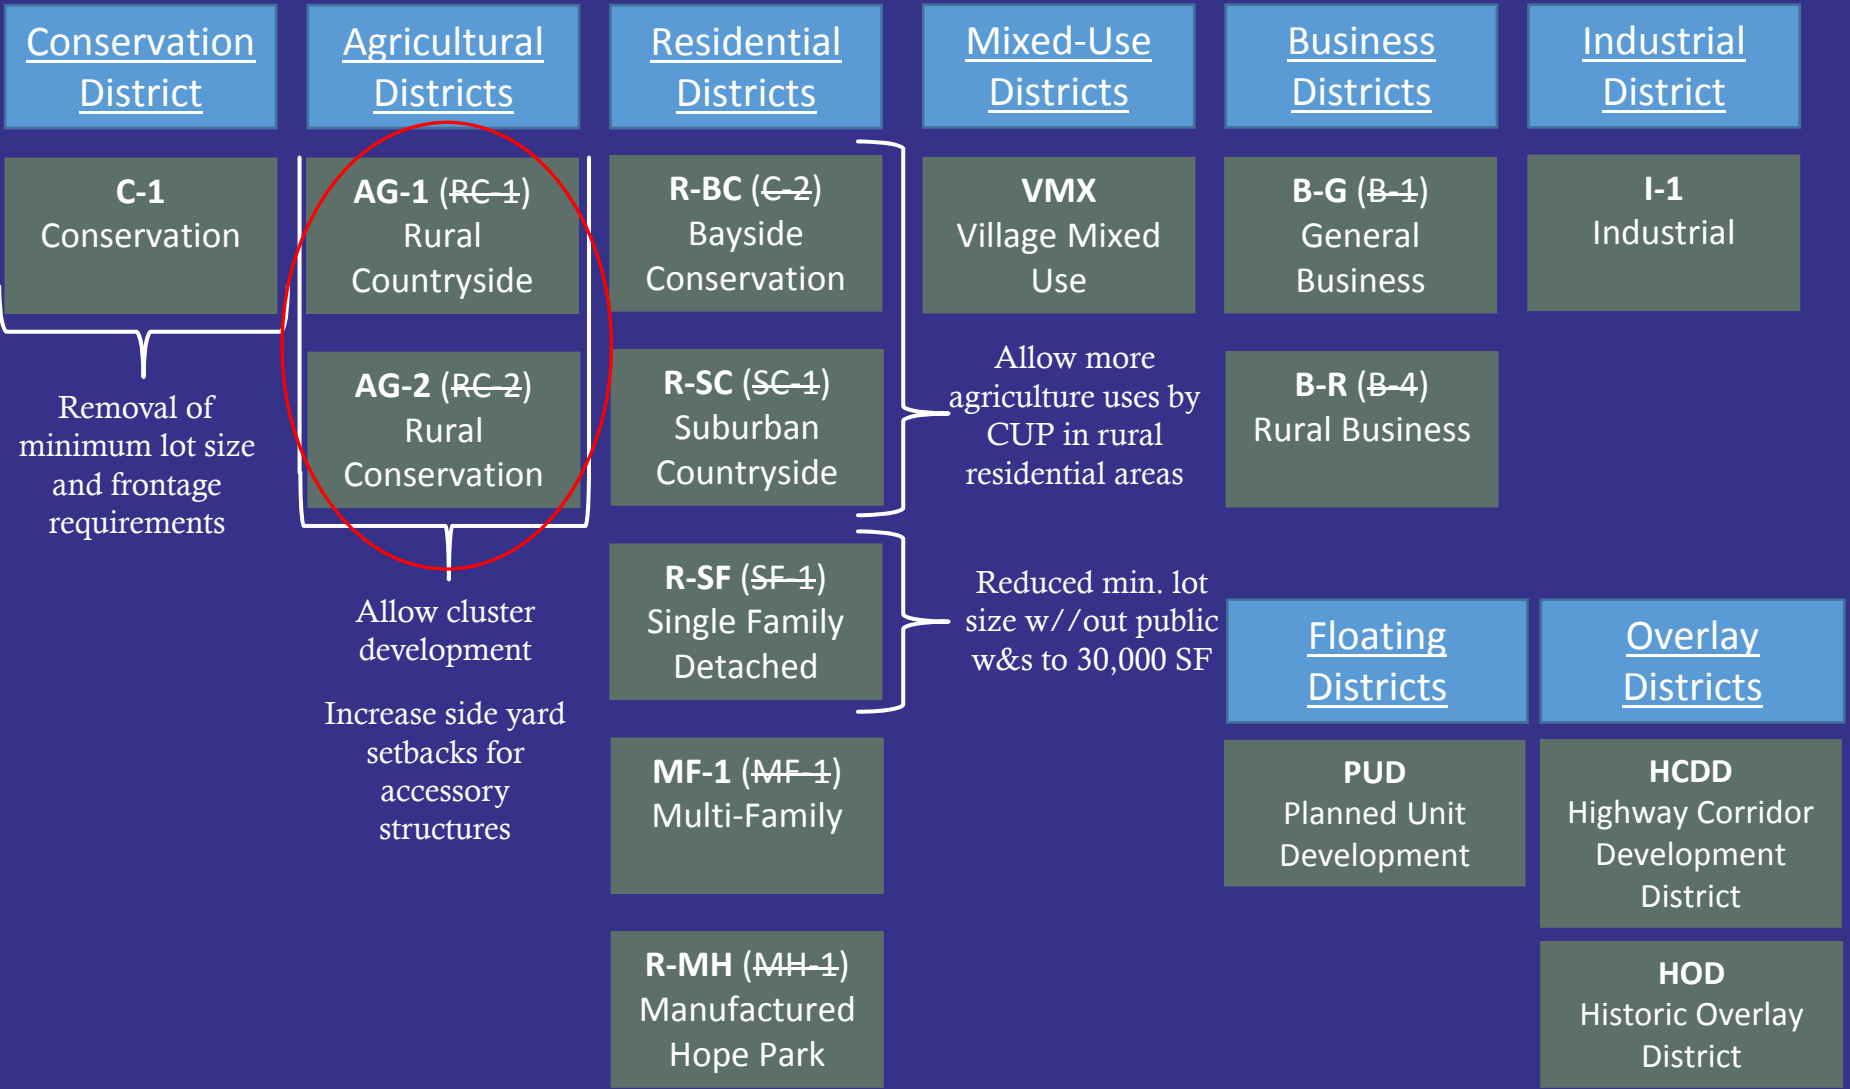 Conservation
District
C-1
Conservation
Removal of
minimum lot size
and frontage
requirements
Agricultural
Districts
AG-1 (RC-1)
Rural
Countryside
AG-2 (RC-2)
Rural
Conservation
Allow cluster
development
Increase side yard
setbacks for
accessory
structures
Residential
Districts
R-BC (C-2)
Bayside
Conservation
R-SC (SC-1)
Suburban
Countryside
Allow more
agriculture uses by
CUP in rural
residential areas
R-SF (SF-1)
Single Family
Detached
Reduced min. lot
size w//out public
w&s to 30,000 SF
MF-1 (MF-1)
Multi-Family
R-MH (MH-1)
Manufactured
Hope Park
Mixed-Use
Districts
VMX
Village Mixed
Use
Business
Districts
B-G (B-1)
General
Business
B-R (B-4)
Rural Business
Industrial
District
I-1
Industrial
Floating
Districts
PUD
Planned Unit
Development
Overlay
Districts
HCDD
Highway Corridor
Development
District
HOD
Historic Overlay
District